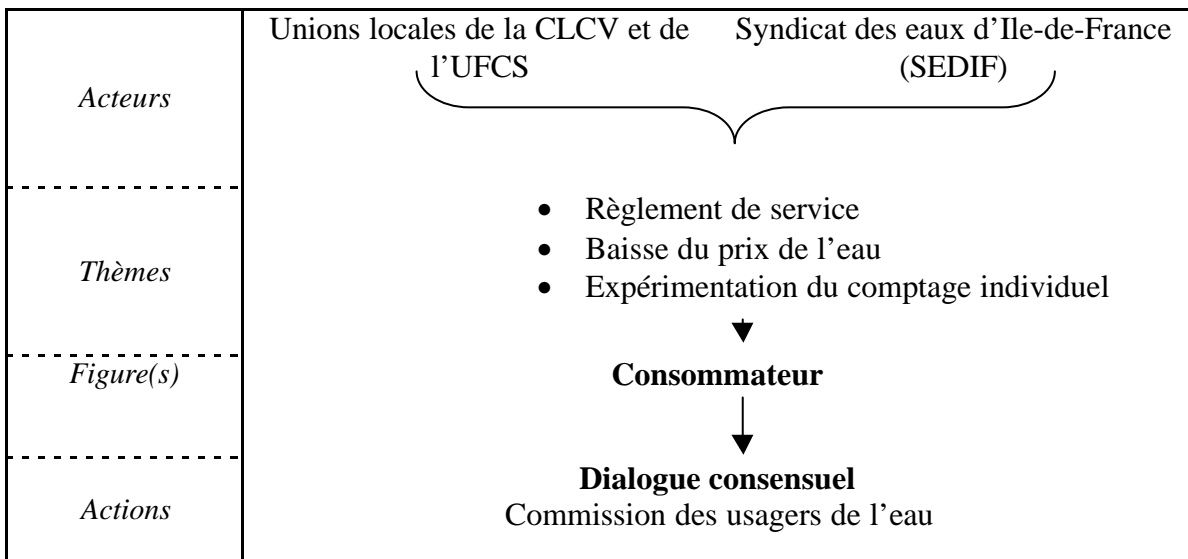 Acteurs
Unions locales de la CLCV et de
l’UFCS
Syndicat des eaux d’Ile-de-France
(SEDIF)
Thèmes
• Règlement de service
• Baisse du prix de l’eau
• Expérimentation du comptage individuel
Figure(s)
Consommateur
Actions
Dialogue consensuel
Commission des usagers de l’eau